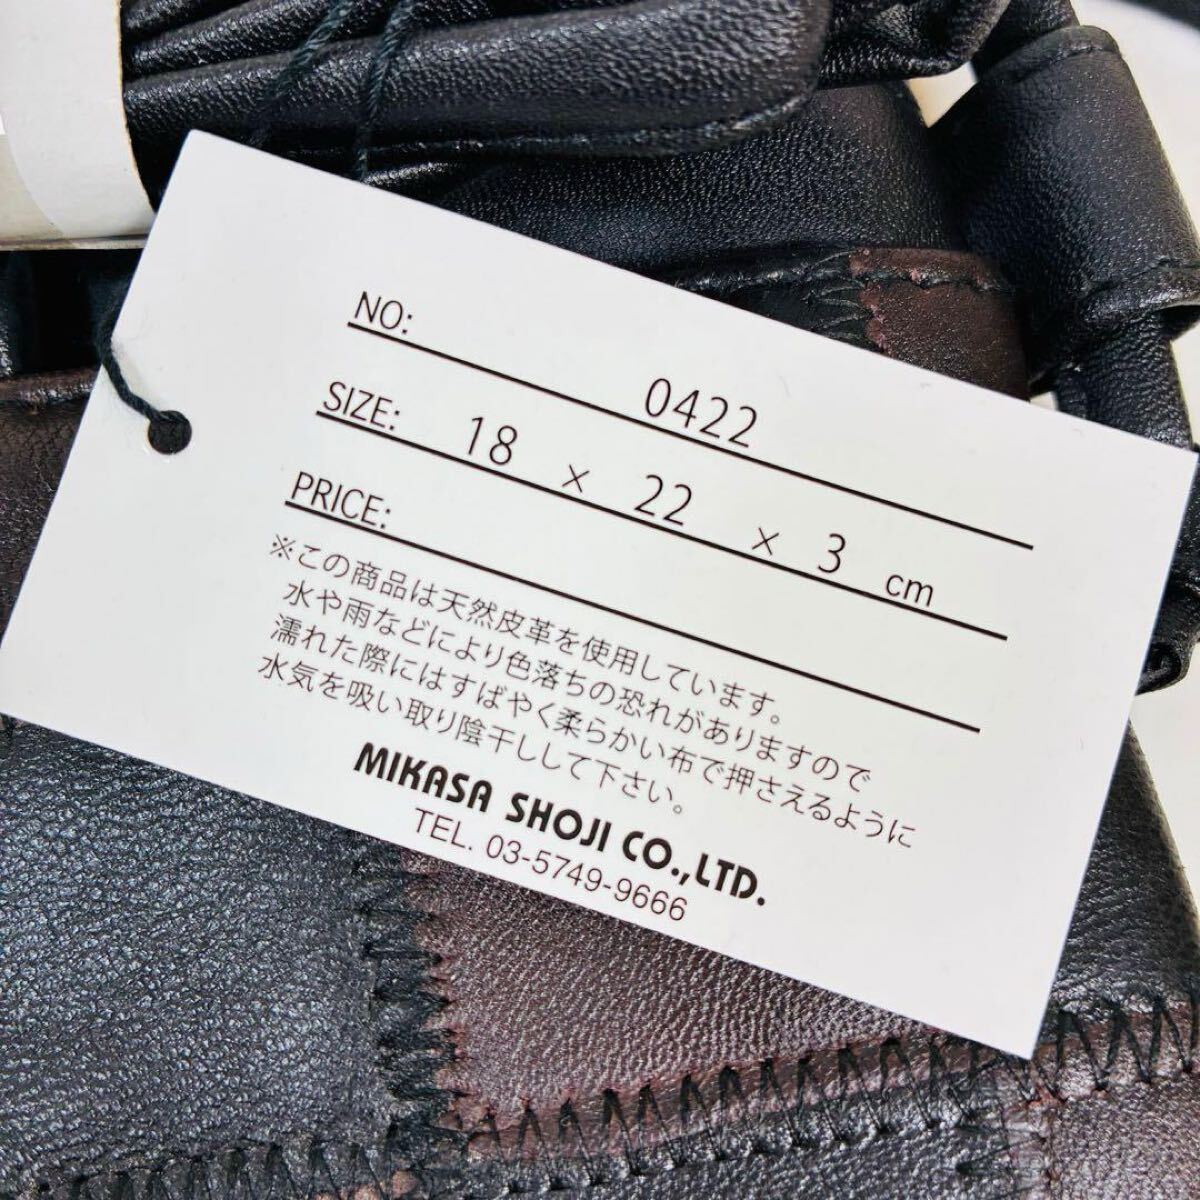 NO: 0422
SIZE: 18 × 22 × 3 cm
PRICE:
※この商品は天然皮革を使用しています。
水や雨などにより色落ちの恐れがありますので
濡れた際にはすばやく柔らかい布で押さえるように
水気を吸い取り陰干しして下さい。
MIKASA SHOJI CO.,LTD.
TEL. 03-5749-9666